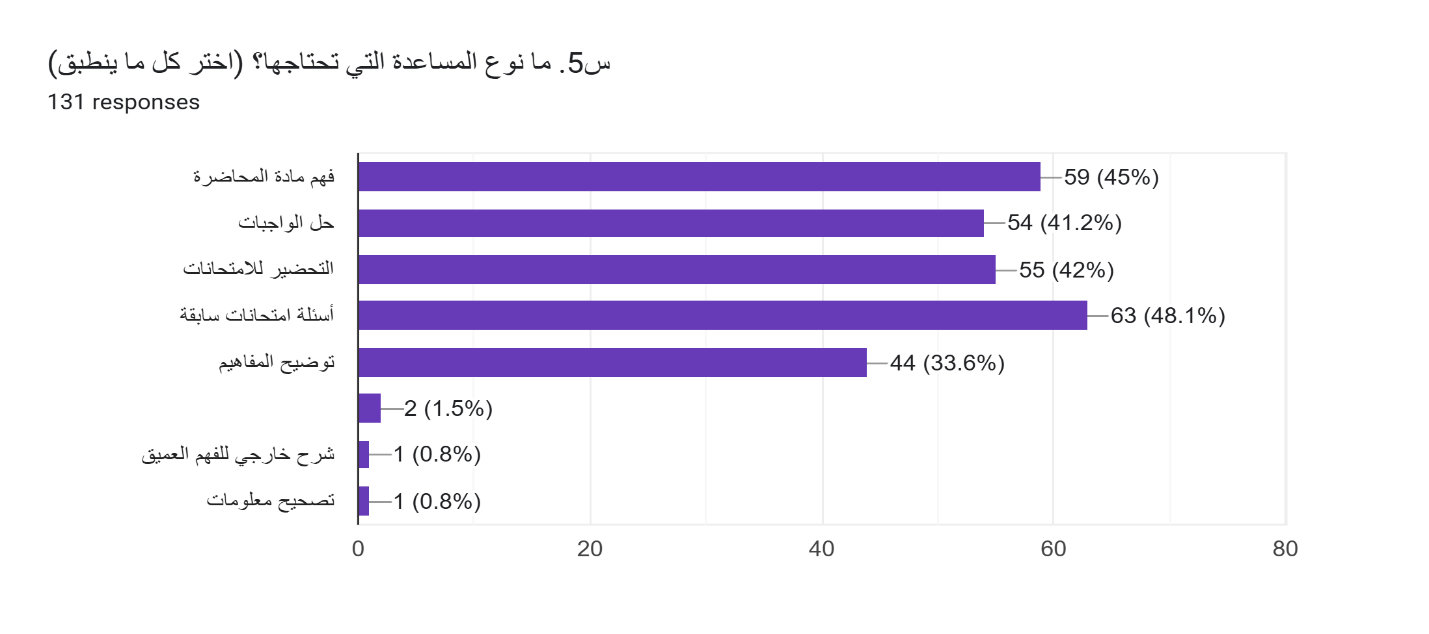 س5. ما نوع المساعدة التي تحتاجها؟ (اختر كل ما ينطبق)
131 responses
فهم مادة المحاضرة
59 (45%)
حل الواجبات
54 (41.2%)
التحضير للامتحانات
55 (42%)
أسئلة امتحانات سابقة
63 (48.1%)
توضيح المفاهيم
44 (33.6%)
2 (1.5%)
شرح خارجي للفهم العميق
1 (0.8%)
تصحيح معلومات
1 (0.8%)
0 20 40 60 80